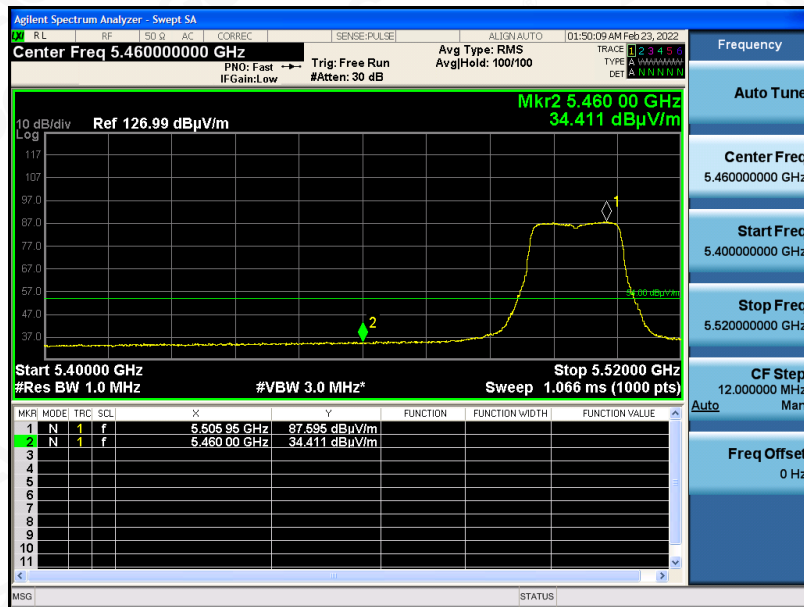 Agilent Spectrum Analyzer - Swept SA
LXI RL RF 50 Ω AC CORREC SENSE:PULSE ALIGN AUTO 01:50:09 AM Feb 23, 2022
Center Freq 5.460000000 GHz
PNO: Fast
IFGain:Low
Trig: Free Run
#Atten: 30 dB
Avg Type: RMS
Avg|Hold: 100/100
TRACE 1 2 3 4 5 6
TYPE A WWWWW
DET A N N N N N
Mkr2 5.460 00 GHz
34.411 dBµV/m
10 dB/div
Log
Ref 126.99 dBµV/m
117
107
97.0
87.0
77.0
67.0
57.0
47.0
37.0
1
2
54.00 dBµV/m
Start 5.40000 GHz
Stop 5.52000 GHz
#Res BW 1.0 MHz
#VBW 3.0 MHz*
Sweep 1.066 ms (1000 pts)
MKR MODE TRC SCL X Y FUNCTION FUNCTION WIDTH FUNCTION VALUE
1 N 1 f 5.505 95 GHz 87.595 dBµV/m
2 N 1 f 5.460 00 GHz 34.411 dBµV/m
3
4
5
6
7
8
9
10
11
MSG
STATUS
Frequency
Auto Tune
Center Freq
5.460000000 GHz
Start Freq
5.400000000 GHz
Stop Freq
5.520000000 GHz
CF Step
12.000000 MHz
Auto Man
Freq Offset
0 Hz